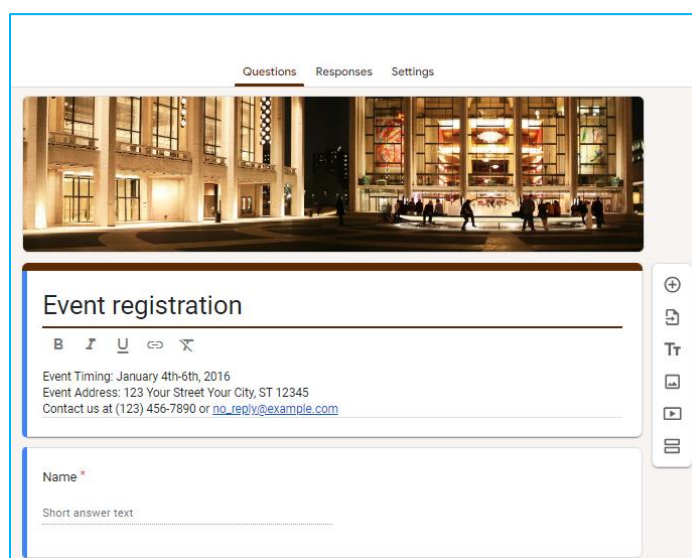 Questions Responses Settings
Event registration
B I U
Event Timing: January 4th-6th, 2016
Event Address: 123 Your Street Your City, ST 12345
Contact us at (123) 456-7890 or no_reply@example.com
Tт
Name *
Short answer text